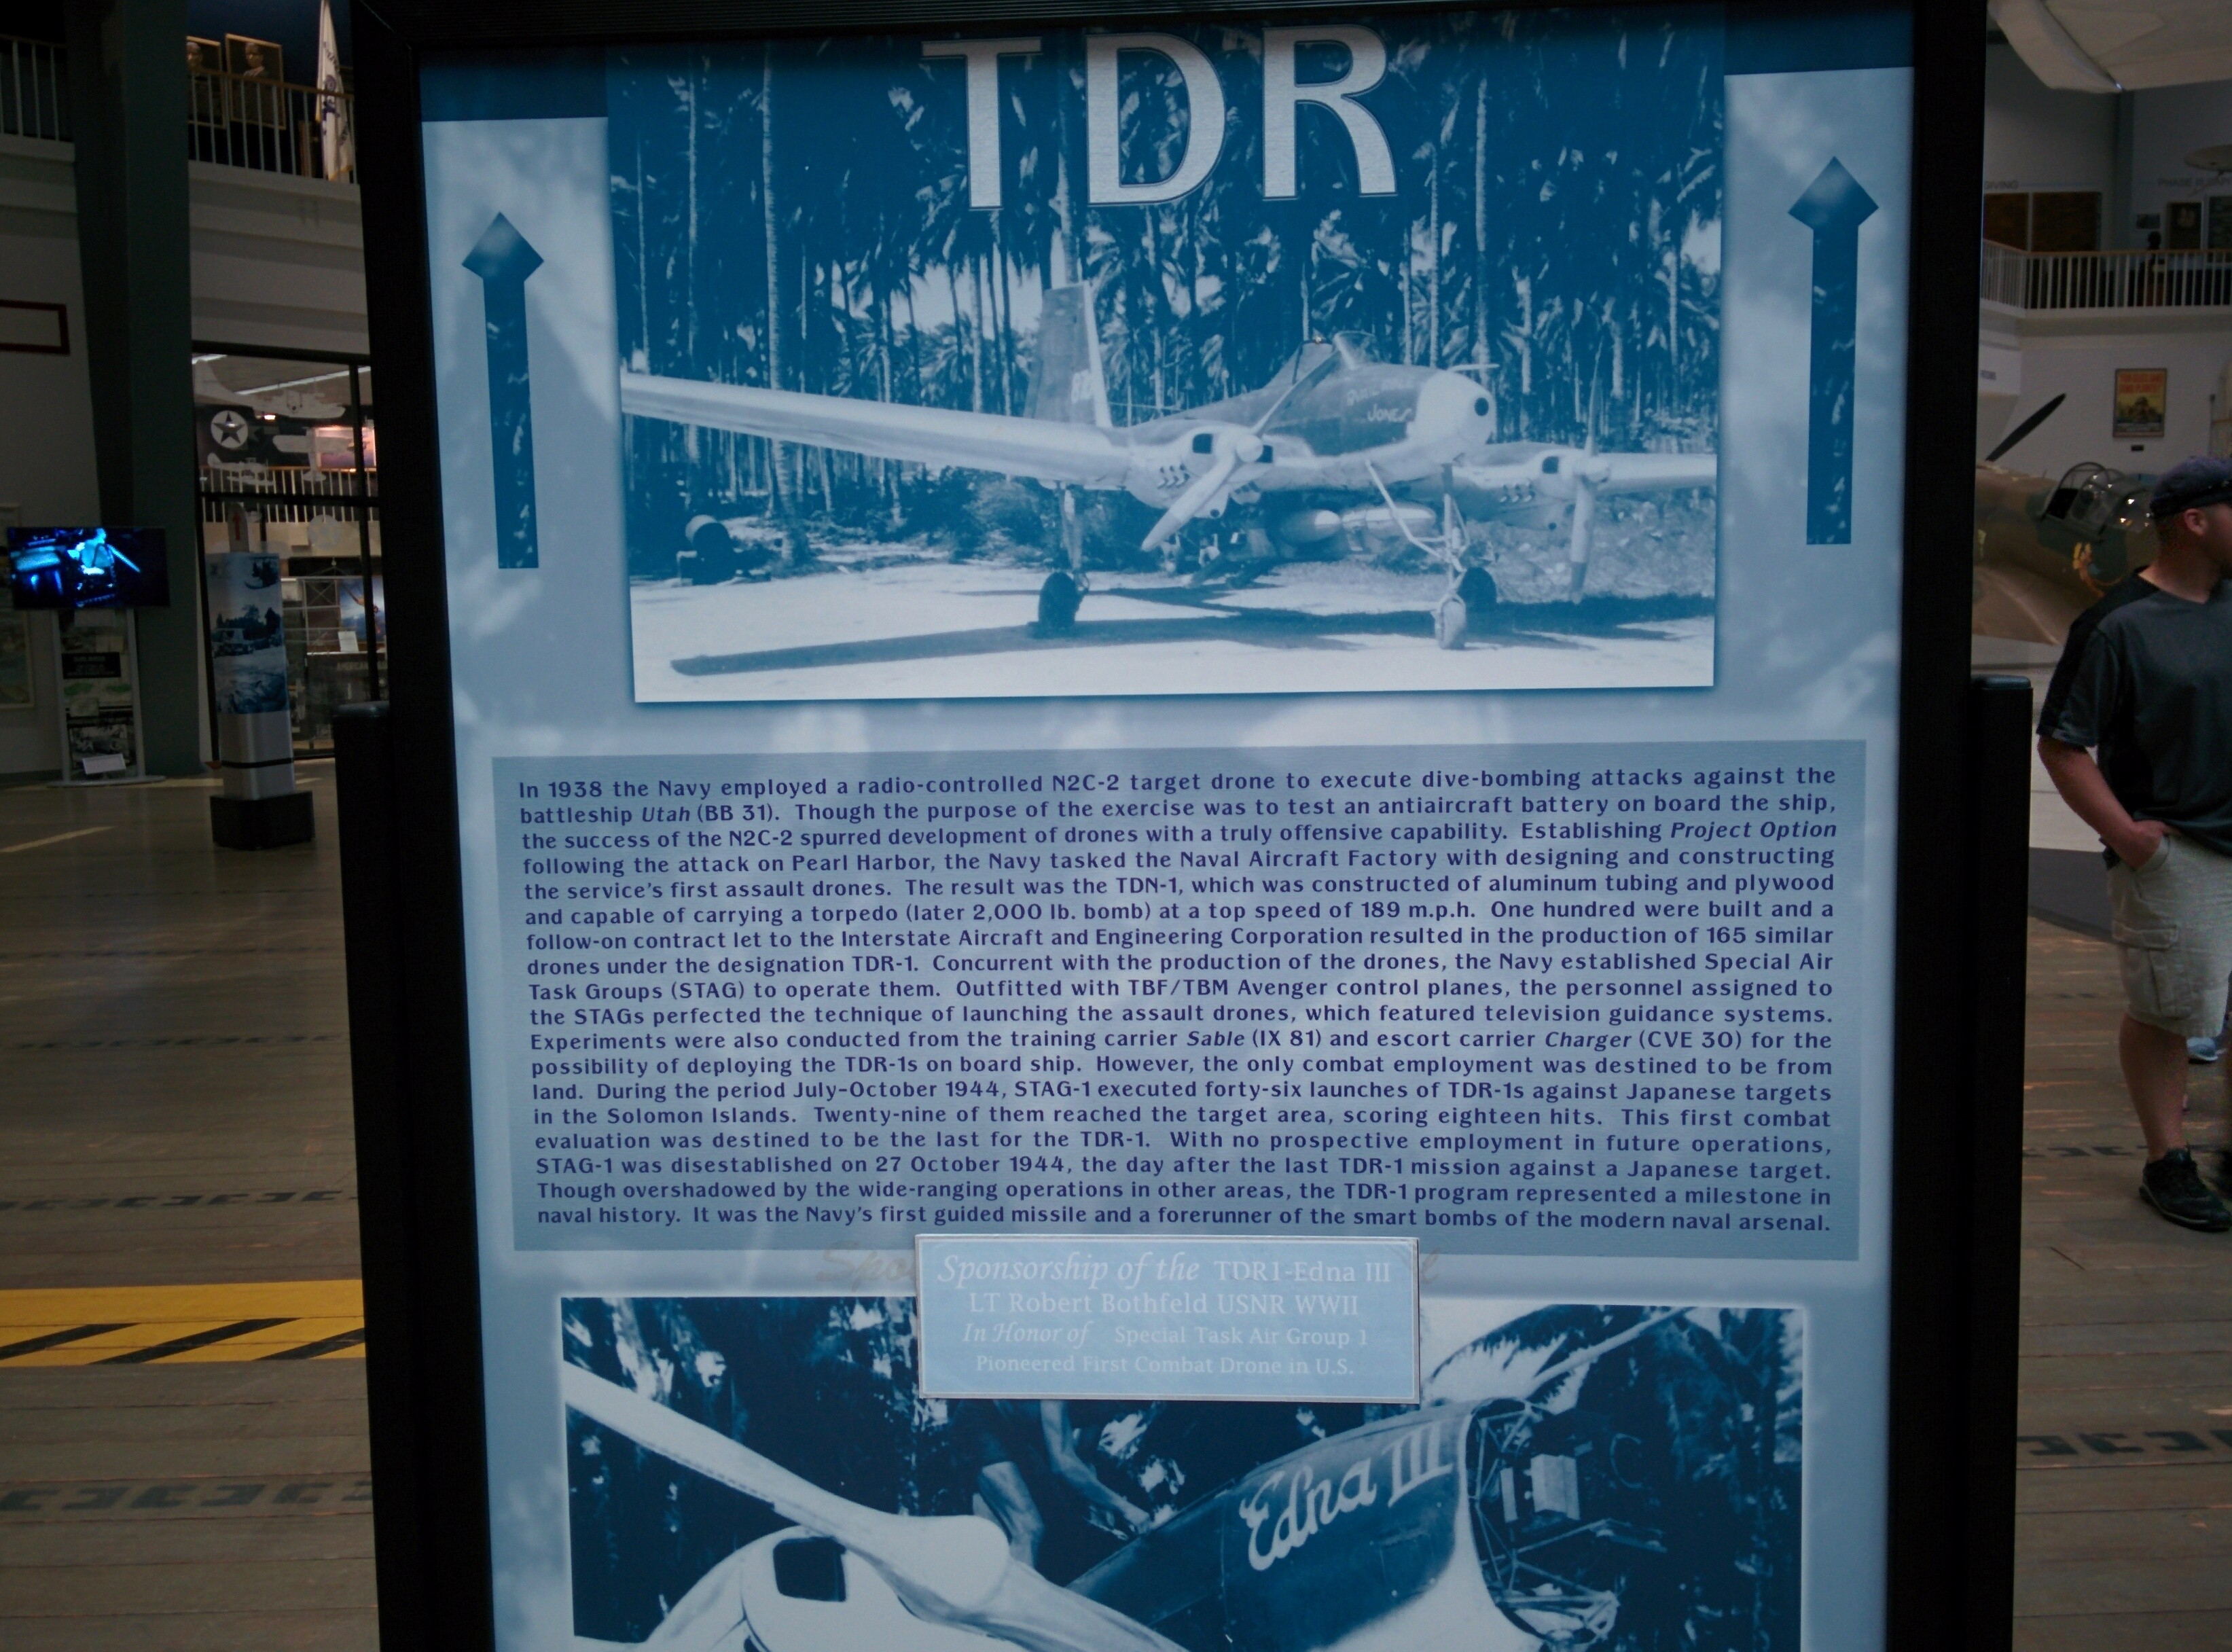 TDR
JONES
In 1938 the Navy employed a radio-controlled N2C-2 target drone to execute dive-bombing attacks against the
battleship Utah (BB 31). Though the purpose of the exercise was to test an antiaircraft battery on board the ship,
the success of the N2C-2 spurred development of drones with a truly offensive capability. Establishing Project Option
following the attack on Pearl Harbor, the Navy tasked the Naval Aircraft Factory with designing and constructing
the service's first assault drones. The result was the TDN-1, which was constructed of aluminum tubing and plywood
and capable of carrying a torpedo (later 2,000 lb. bomb) at a top speed of 189 m.p.h. One hundred were built and a
follow-on contract let to the Interstate Aircraft and Engineering Corporation resulted in the production of 165 similar
drones under the designation TDR-1. Concurrent with the production of the drones, the Navy established Special Air
Task Groups (STAG) to operate them. Outfitted with TBF/TBM Avenger control planes, the personnel assigned to
the STAGs perfected the technique of launching the assault drones, which featured television guidance systems.
Experiments were also conducted from the training carrier Sable (IX 81) and escort carrier Charger (CVE 30) for the
possibility of deploying the TDR-1s on board ship. However, the only combat employment was destined to be from
land. During the period July–October 1944, STAG-1 executed forty-six launches of TDR-1s against Japanese targets
in the Solomon Islands. Twenty-nine of them reached the target area, scoring eighteen hits. This first combat
evaluation was destined to be the last for the TDR-1. With no prospective employment in future operations,
STAG-1 was disestablished on 27 October 1944, the day after the last TDR-1 mission against a Japanese target.
Though overshadowed by the wide-ranging operations in other areas, the TDR-1 program represented a milestone in
naval history. It was the Navy's first guided missile and a forerunner of the smart bombs of the modern naval arsenal.
Sponsorship of the TDR1-Edna III
LT Robert Bothfeld USNR WWII
In Honor of Special Task Air Group 1
Pioneered First Combat Drone in U.S.
Edna III